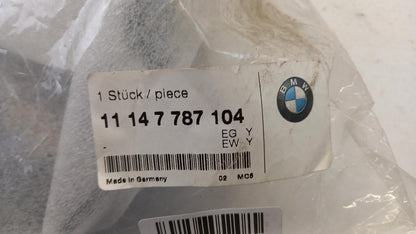 1 Stück / piece
BMW
11 14 7 787 104
EG Y
- EW Y
Made in Germany 02 MC5